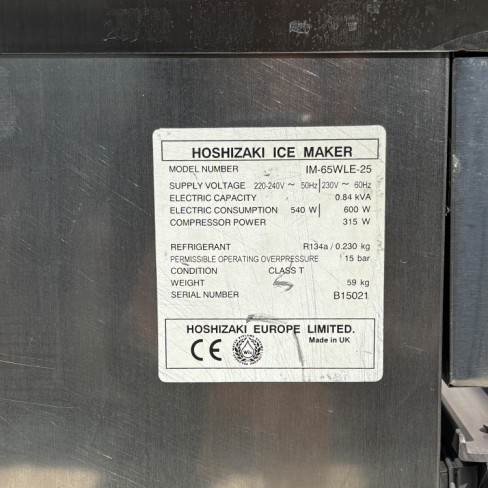 HOSHIZAKI ICE MAKER
MODEL NUMBER IM-65WLE-25
SUPPLY VOLTAGE 220-240V ~ 50Hz 230V ~ 60Hz
ELECTRIC CAPACITY 0.84 kVA
ELECTRIC CONSUMPTION 540 W 600 W
COMPRESSOR POWER 315 W
REFRIGERANT R134a / 0.230 kg
PERMISSIBLE OPERATING OVERPRESSURE 15 bar
CONDITION CLASS T
WEIGHT 59 kg
SERIAL NUMBER B15021
HOSHIZAKI EUROPE LIMITED.
Made in UK
CE